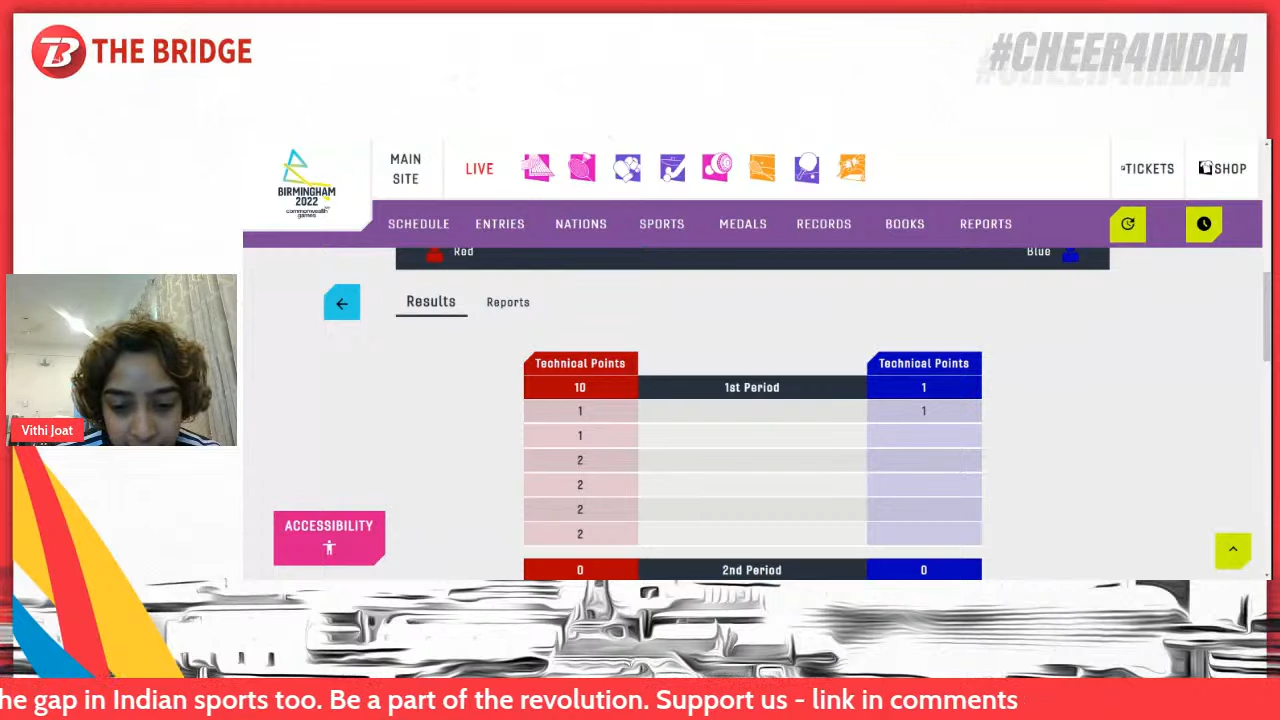 THE BRIDGE
#CHEER4INDIA
BIRMINGHAM
2022
commonwealth
games
MAIN
SITE
LIVE
TICKETS
SHOP
SCHEDULE ENTRIES NATIONS SPORTS MEDALS RECORDS BOOKS REPORTS
Red Blue
Results Reports
Technical Points Technical Points
10 1st Period 1
1 1
1
2
2
2
2
0 2nd Period 0
Vithi Joat
ACCESSIBILITY
he gap in Indian sports too. Be a part of the revolution. Support us - link in comments